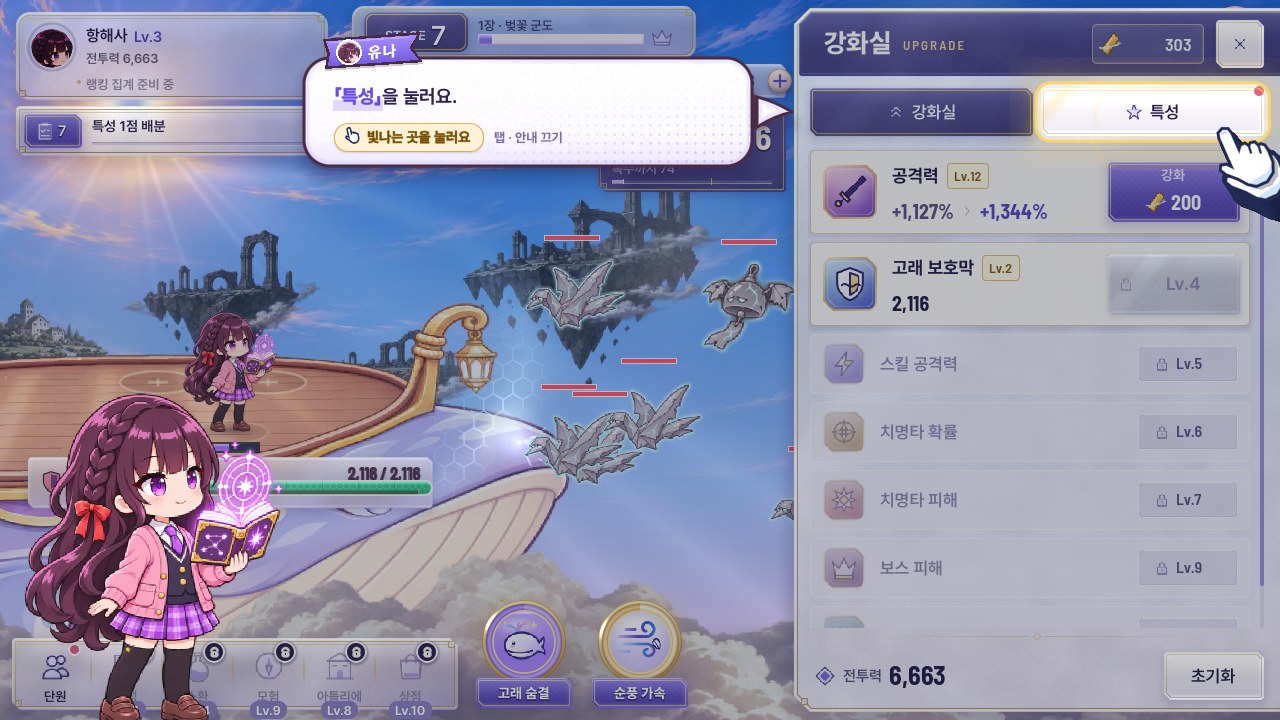 항해사 Lv.3
전투력 6,663
랭킹 집계 준비 중
7
특성 1점 배분
STAGE 7
1장 · 벚꽃 군도
유나
「특성」을 눌러요.
빛나는 곳을 눌러요
탭 · 안내 끄기
6
강화실 UPGRADE
303
강화실
특성
공격력 Lv.12
+1,127% › +1,344%
강화
200
고래 보호막 Lv.2
2,116
Lv.4
스킬 공격력
Lv.5
치명타 확률
Lv.6
치명타 피해
Lv.7
보스 피해
Lv.9
2,116 / 2,116
단원
모험
Lv.9
아틀리에
Lv.8
상점
Lv.10
고래 숨결
순풍 가속
전투력 6,663
초기화